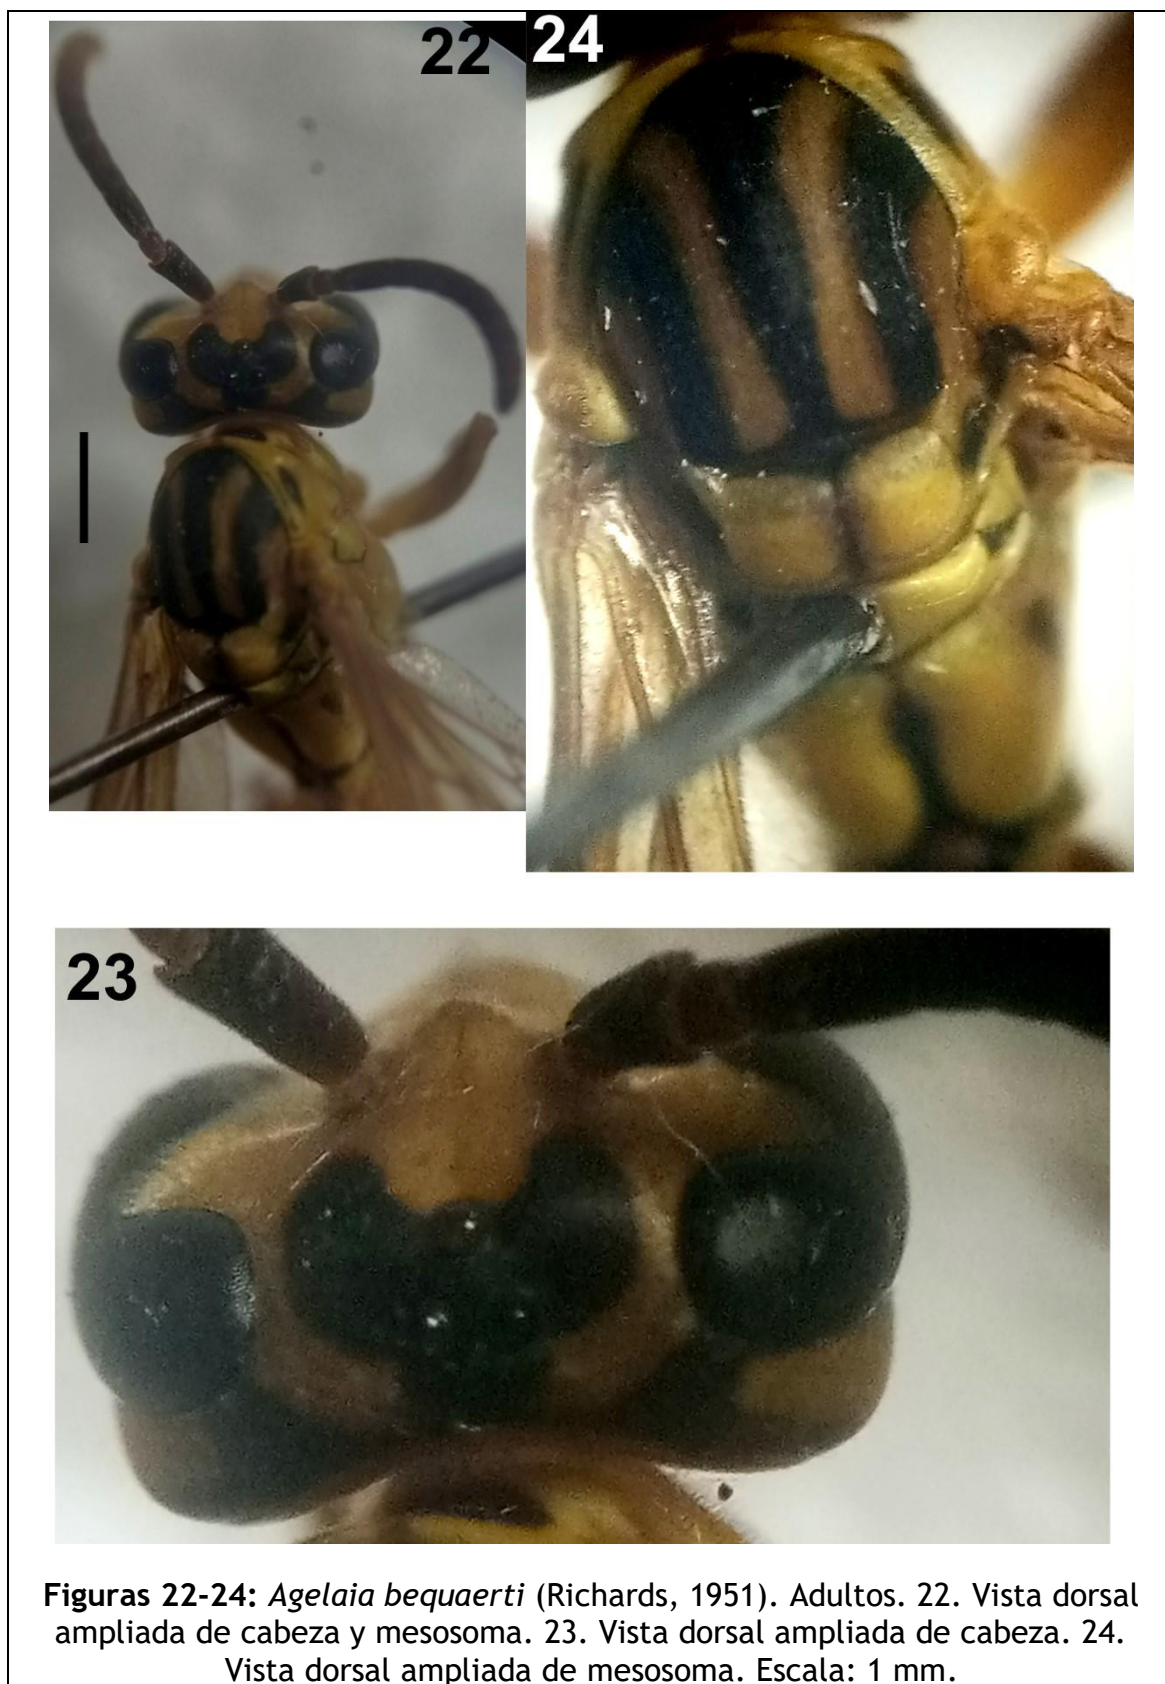 22
24
23
Figuras 22-24: Agelaia bequaerti (Richards, 1951). Adultos. 22. Vista dorsal
ampliada de cabeza y mesosoma. 23. Vista dorsal ampliada de cabeza. 24.
Vista dorsal ampliada de mesosoma. Escala: 1 mm.